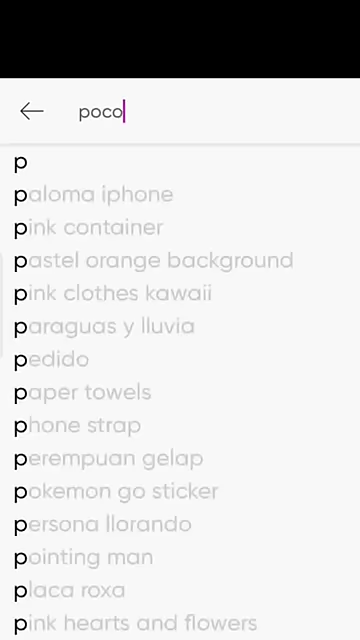 poco
p
paloma iphone
pink container
pastel orange background
pink clothes kawaii
paraguas y lluvia
pedido
paper towels
phone strap
perempuan gelap
pokemon go sticker
persona llorando
pointing man
placa roxa
pink hearts and flowers